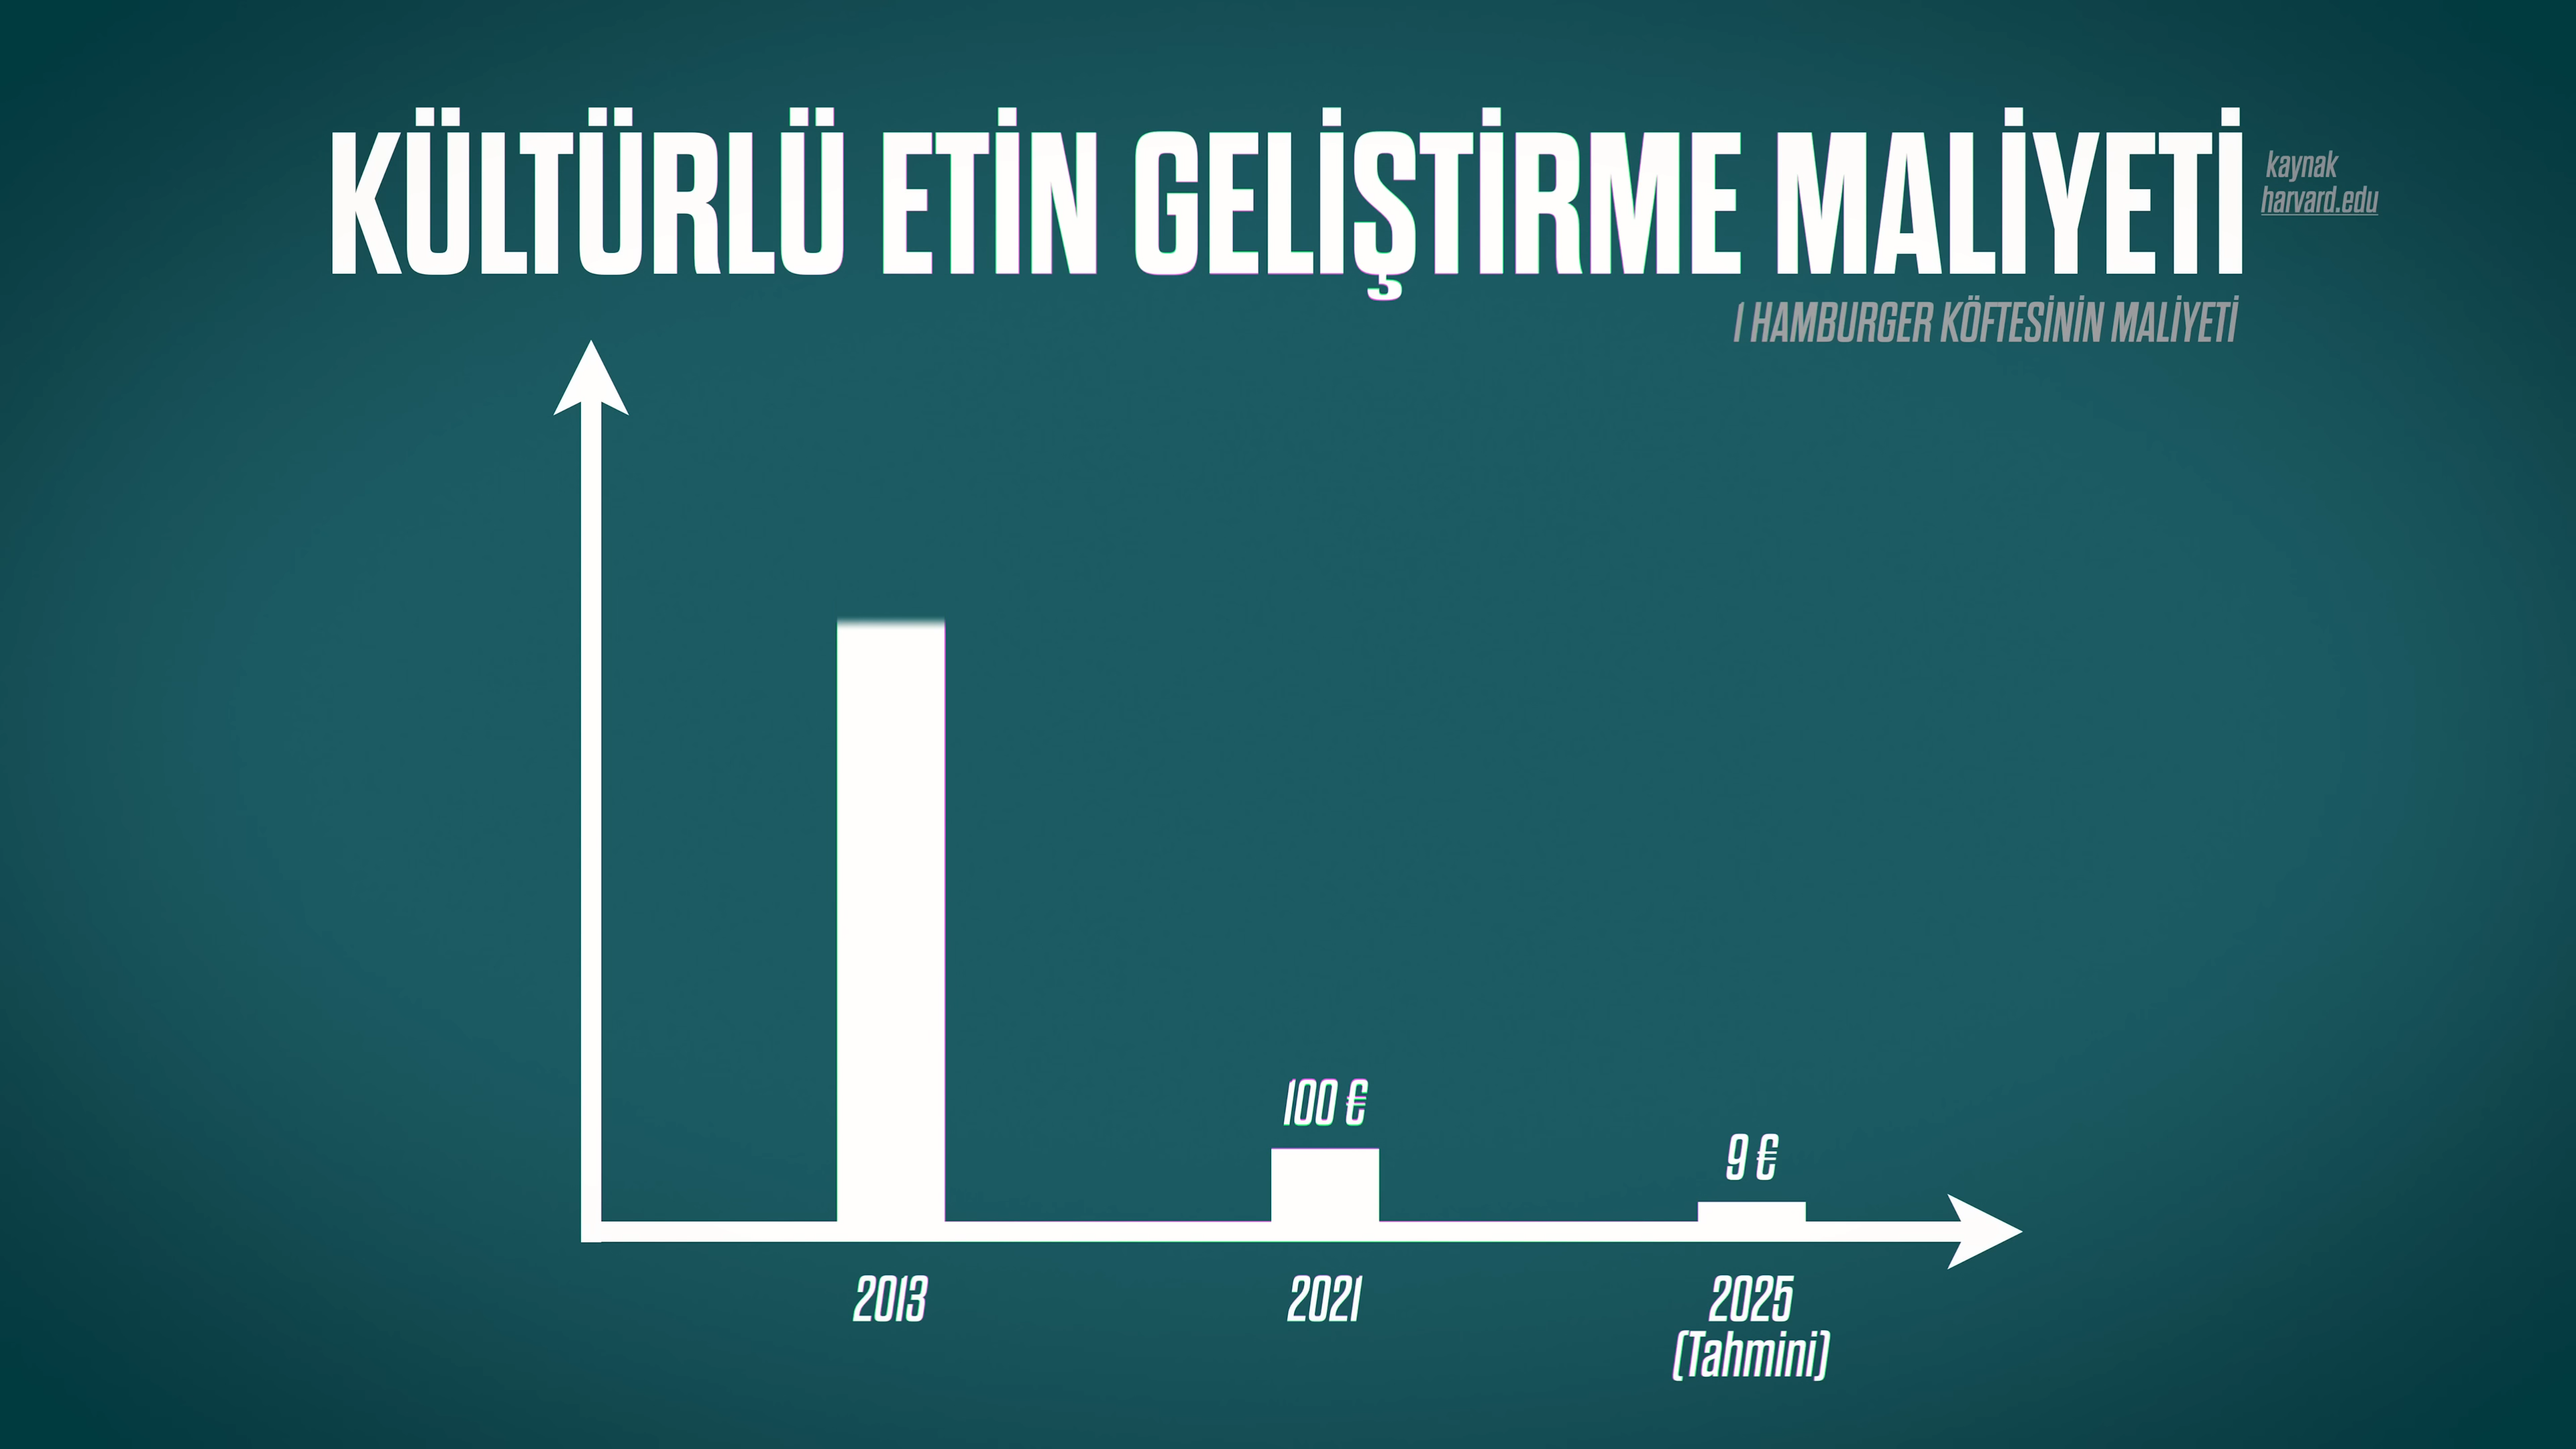 KÜLTÜRLÜ ETİN GELİŞTİRME MALİYETİ
kaynak
harvard.edu
1 HAMBURGER KÖFTESİNİN MALİYETİ
100 €
9 €
2013
2021
2025
(Tahmini)